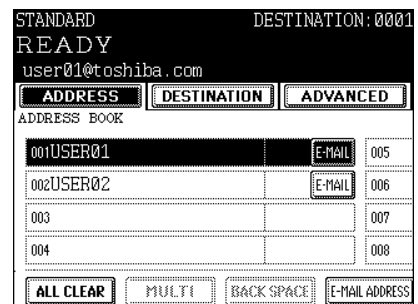 STANDARD DESTINATION:0001
READY
user01@toshiba.com
ADDRESS DESTINATION ADVANCED
ADDRESS BOOK
001USER01 E-MAIL 005
002USER02 E-MAIL 006
003 007
004 008
ALL CLEAR MULTI BACK SPACE E-MAIL ADDRESS